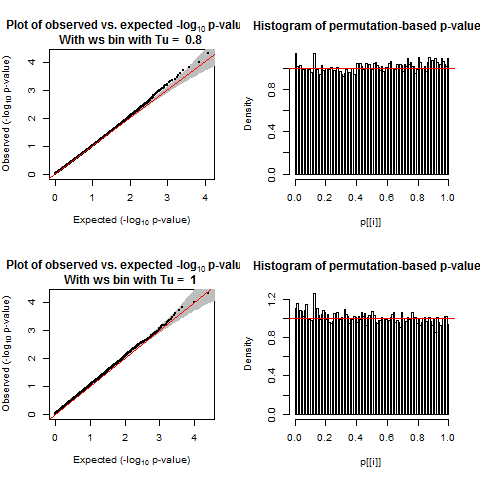 Plot of observed vs. expected -log10 p-valu
With ws bin with Tu = 0.8
Observed (-log10 p-value)
4
3
2
1
0
0 1 2 3 4
Expected (-log10 p-value)
Histogram of permutation-based p-value
Density
0.8
0.4
0.0
0.0 0.2 0.4 0.6 0.8 1.0
p[[i]]
Plot of observed vs. expected -log10 p-valu
With ws bin with Tu = 1
Observed (-log10 p-value)
4
3
2
1
0
0 1 2 3 4
Expected (-log10 p-value)
Histogram of permutation-based p-value
Density
1.2
0.8
0.4
0.0
0.0 0.2 0.4 0.6 0.8 1.0
p[[i]]